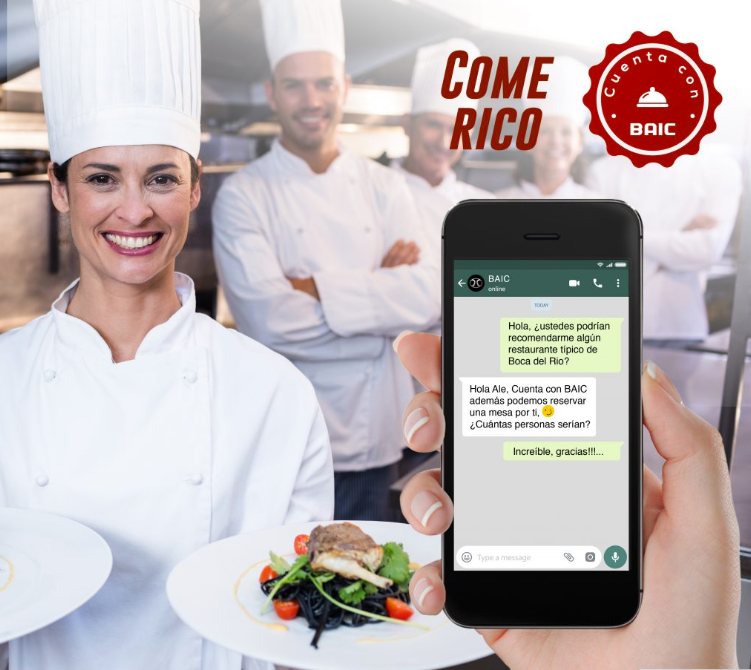 COME
RICO
Cuenta con
BAIC
BAIC
online
TODAY
Hola, ¿ustedes podrían
recomendarme algún
restaurante típico de
Boca del Rio?
Hola Ale, Cuenta con BAIC
además podemos reservar
una mesa por ti, 😏
¿Cuántas personas serían?
Increíble, gracias!!!...
Type a message